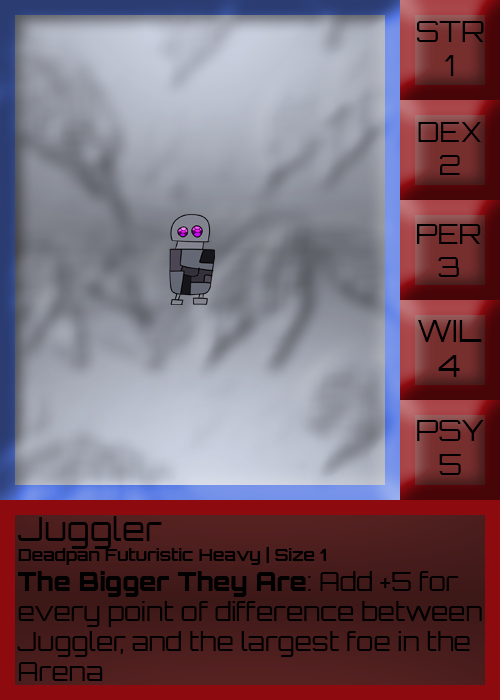 STR
1
DEX
2
PER
3
WIL
4
PSY
5
Juggler
Deadpan Futuristic Heavy | Size 1
The Bigger They Are: Add +5 for
every point of difference between
Juggler, and the largest foe in the
Arena